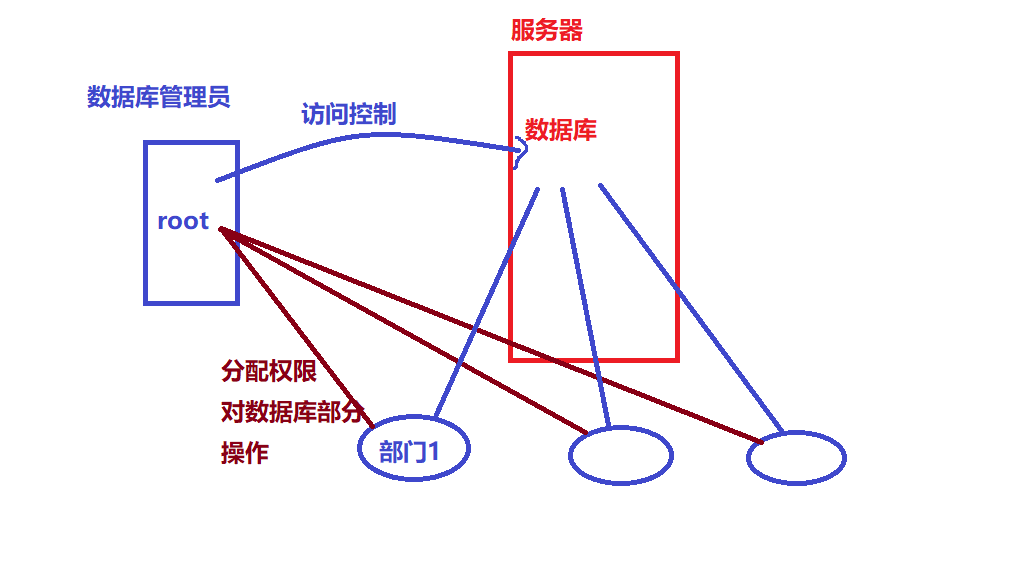 服务器
数据库管理员
访问控制
数据库
root
分配权限
对数据库部分
操作
部门1